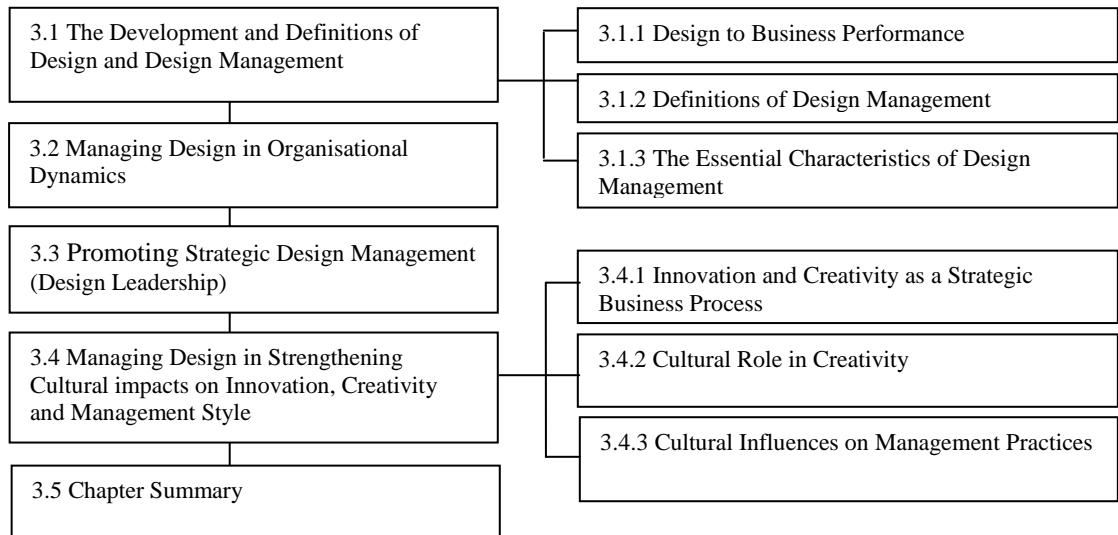 3.1 The Development and Definitions of
Design and Design Management
3.1.1 Design to Business Performance
3.1.2 Definitions of Design Management
3.1.3 The Essential Characteristics of Design
Management
3.2 Managing Design in Organisational
Dynamics
3.3 Promoting Strategic Design Management
(Design Leadership)
3.4 Managing Design in Strengthening
Cultural impacts on Innovation, Creativity
and Management Style
3.4.1 Innovation and Creativity as a Strategic
Business Process
3.4.2 Cultural Role in Creativity
3.4.3 Cultural Influences on Management Practices
3.5 Chapter Summary